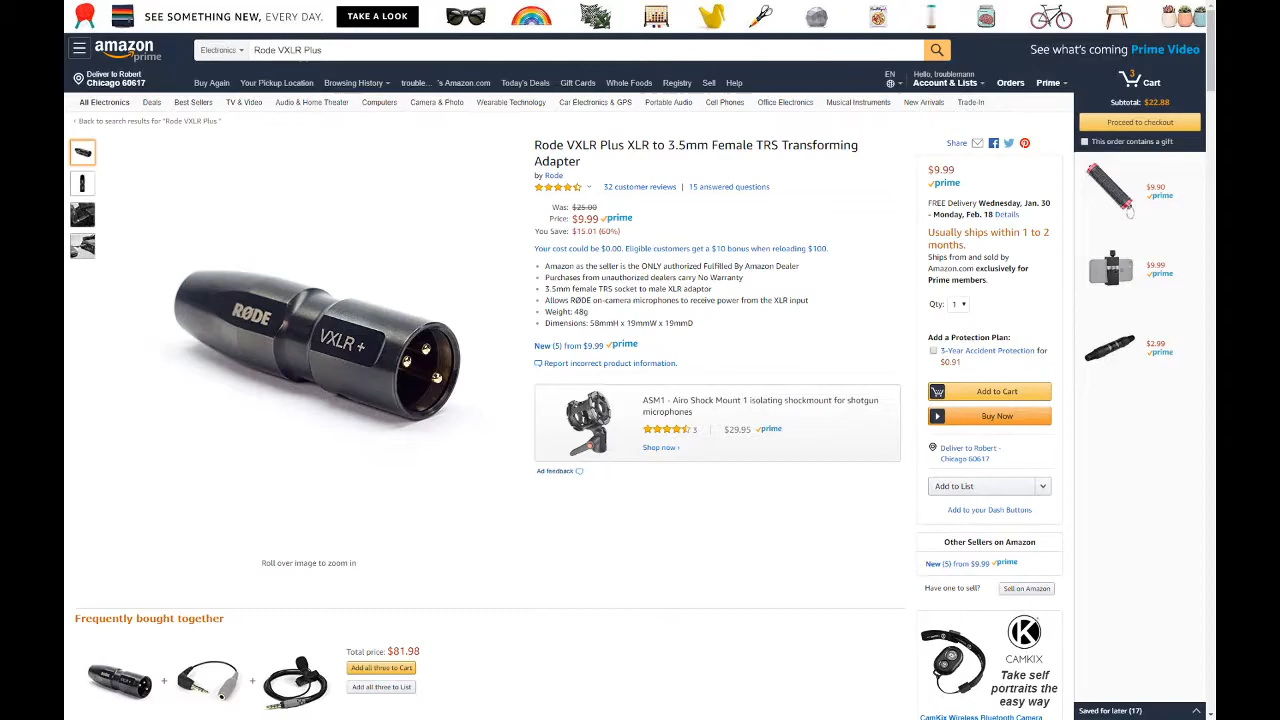 SEE SOMETHING NEW, EVERY DAY. TAKE A LOOK
amazon prime
Electronics Rode VXLR Plus
See what's coming Prime Video
Deliver to Robert
Chicago 60617
Buy Again Your Pickup Location Browsing History trouble... 's Amazon.com Today's Deals Gift Cards Whole Foods Registry Sell Help
EN
Hello, troublemann
Account & Lists Orders Prime 3 Cart
All Electronics Deals Best Sellers TV & Video Audio & Home Theater Computers Camera & Photo Wearable Technology Car Electronics & GPS Portable Audio Cell Phones Office Electronics Musical Instruments New Arrivals Trade-In
Subtotal: $22.88
Proceed to checkout
This order contains a gift
$9.90
prime
$9.99
prime
$2.99
prime
Saved for later (17)
‹ Back to search results for "Rode VXLR Plus "
RØDE VXLR +
Roll over image to zoom in
Rode VXLR Plus XLR to 3.5mm Female TRS Transforming
Adapter
by Rode
32 customer reviews | 15 answered questions
Was: $25.00
Price: $9.99 prime
You Save: $15.01 (60%)
Your cost could be $0.00. Eligible customers get a $10 bonus when reloading $100.
Amazon as the seller is the ONLY authorized Fulfilled By Amazon Dealer
Purchases from unauthorized dealers carry No Warranty
3.5mm female TRS socket to male XLR adaptor
Allows RØDE on-camera microphones to receive power from the XLR input
Weight: 48g
Dimensions: 58mmH x 19mmW x 19mmD
New (5) from $9.99 prime
Report incorrect product information.
ASM1 - Airo Shock Mount 1 isolating shockmount for shotgun
microphones
3 | $29.95 prime
Shop now ›
Ad feedback
Share
$9.99
prime
FREE Delivery Wednesday, Jan. 30
- Monday, Feb. 18 Details
Usually ships within 1 to 2
months.
Ships from and sold by
Amazon.com exclusively for
Prime members.
Qty: 1
Add a Protection Plan:
3-Year Accident Protection for
$0.91
Add to Cart
Buy Now
Deliver to Robert -
Chicago 60617
Add to List
Add to your Dash Buttons
Other Sellers on Amazon
New (5) from $9.99 prime
Have one to sell? Sell on Amazon
K
CAMKIX
Take self
portraits the
easy way
CamKix Wireless Bluetooth Camera
Frequently bought together
Total price: $81.98
Add all three to Cart
Add all three to List